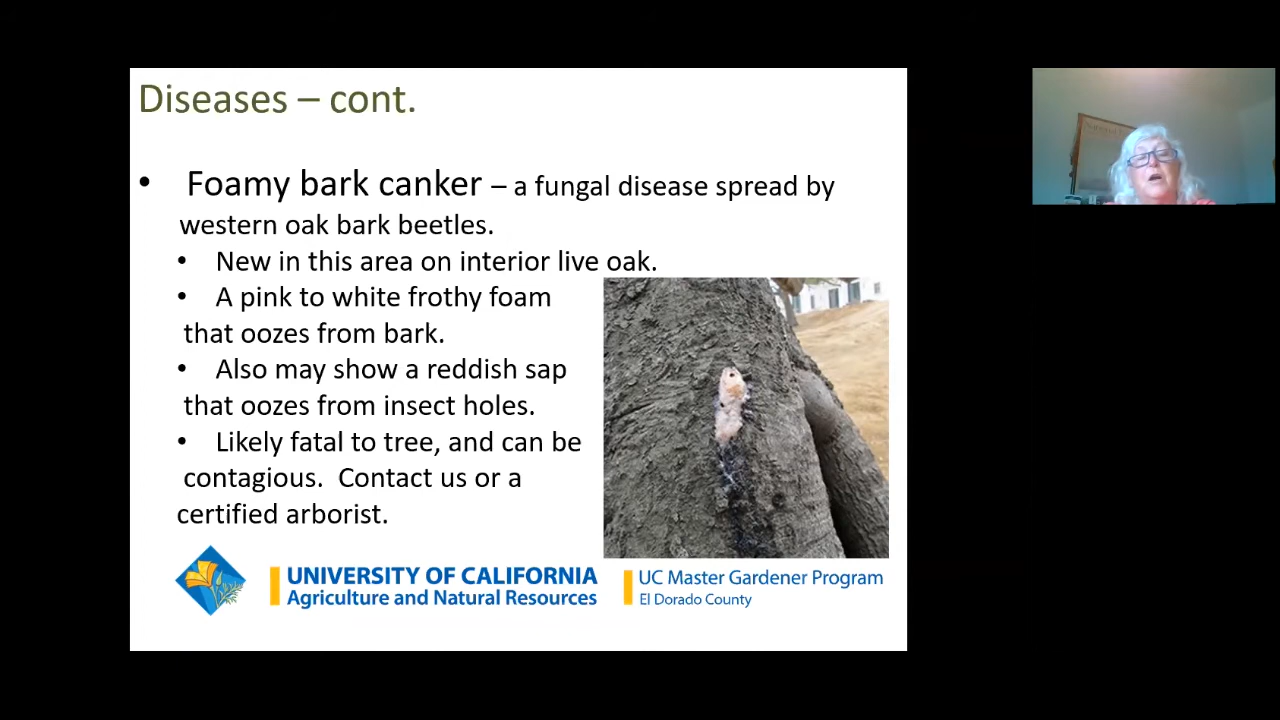 Diseases – cont.
• Foamy bark canker – a fungal disease spread by
western oak bark beetles.
• New in this area on interior live oak.
• A pink to white frothy foam
that oozes from bark.
• Also may show a reddish sap
that oozes from insect holes.
• Likely fatal to tree, and can be
contagious. Contact us or a
certified arborist.
UNIVERSITY OF CALIFORNIA
Agriculture and Natural Resources
UC Master Gardener Program
El Dorado County